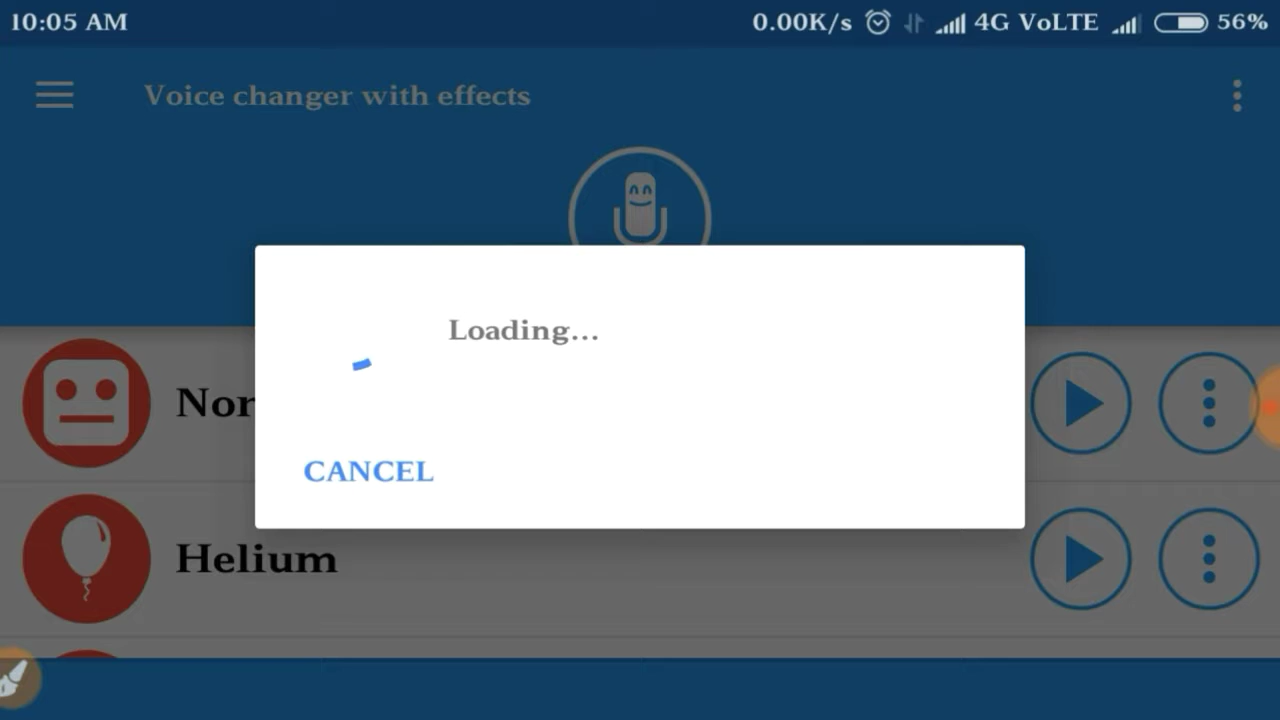 10:05 AM 0.00K/s 4G VoLTE 56%
Voice changer with effects
Loading...
Nor
CANCEL
Helium